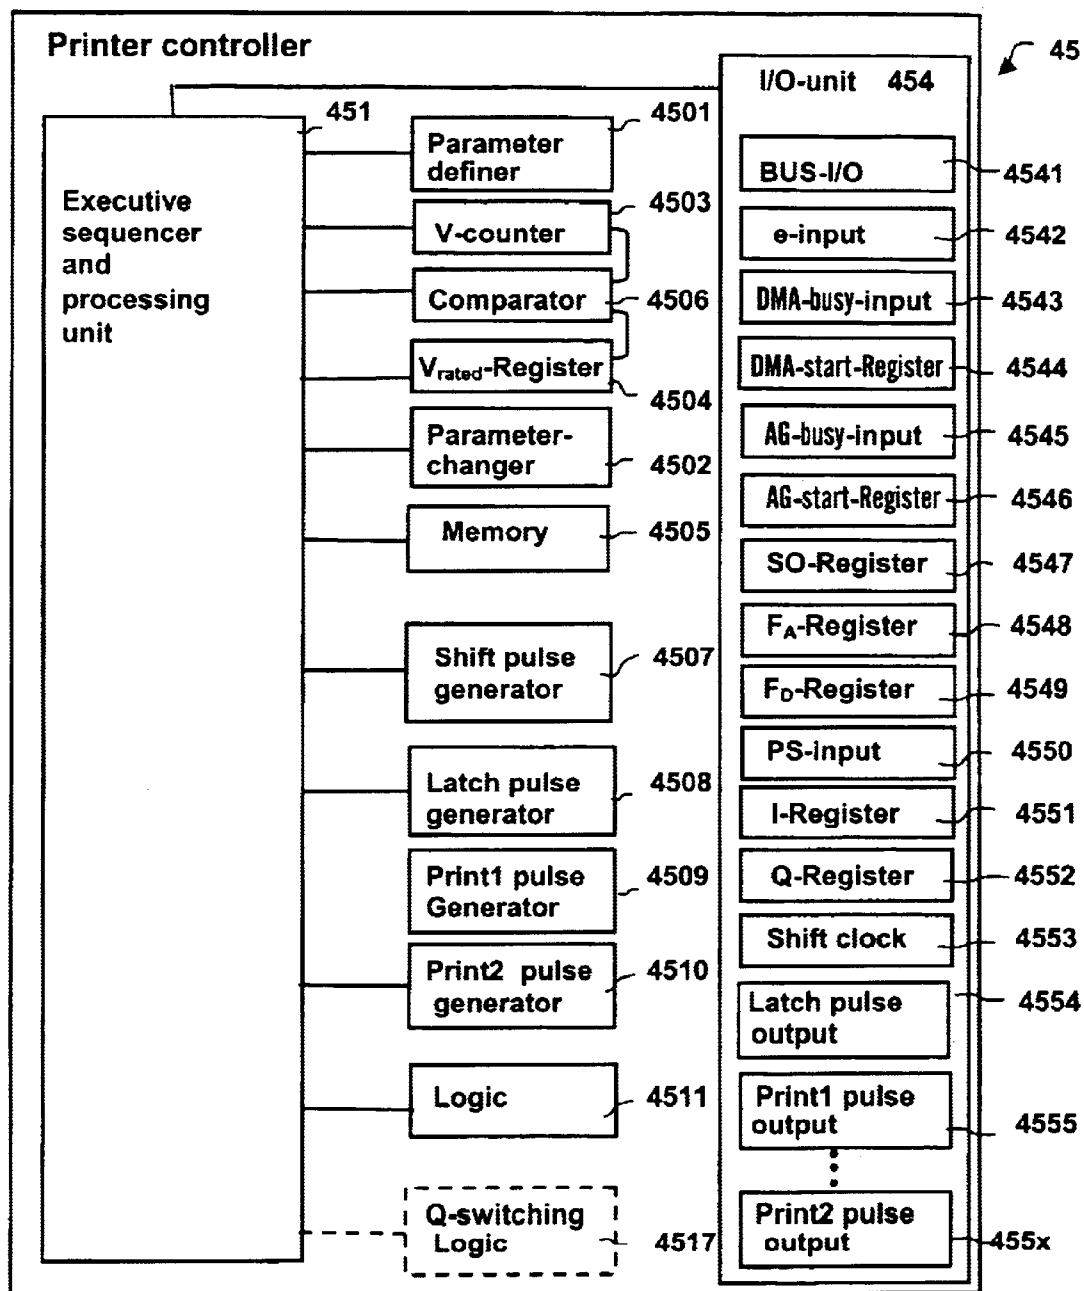 Printer controller
45
I/O-unit 454
451
Executive
sequencer
and
processing
unit
4501
Parameter
definer
4503
V-counter
Comparator
4506
Vrated-Register
4504
Parameter-
changer
4502
Memory
4505
Shift pulse
generator
4507
Latch pulse
generator
4508
Print1 pulse
Generator
4509
Print2 pulse
generator
4510
Logic
4511
Q-switching
Logic
4517
BUS-I/O
4541
e-input
4542
DMA-busy-input
4543
DMA-start-Register
4544
AG-busy-input
4545
AG-start-Register
4546
SO-Register
4547
FA-Register
4548
FD-Register
4549
PS-input
4550
I-Register
4551
Q-Register
4552
Shift clock
4553
Latch pulse
output
4554
Print1 pulse
output
4555
Print2 pulse
output
455x